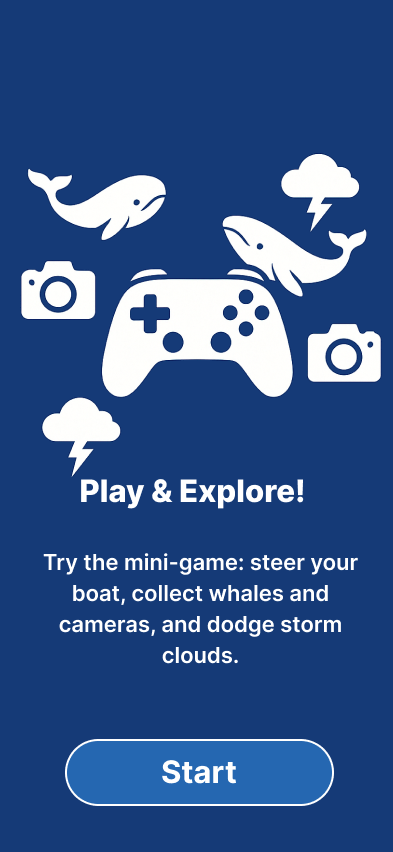 Play & Explore!
Try the mini-game: steer your
boat, collect whales and
cameras, and dodge storm
clouds.
Start